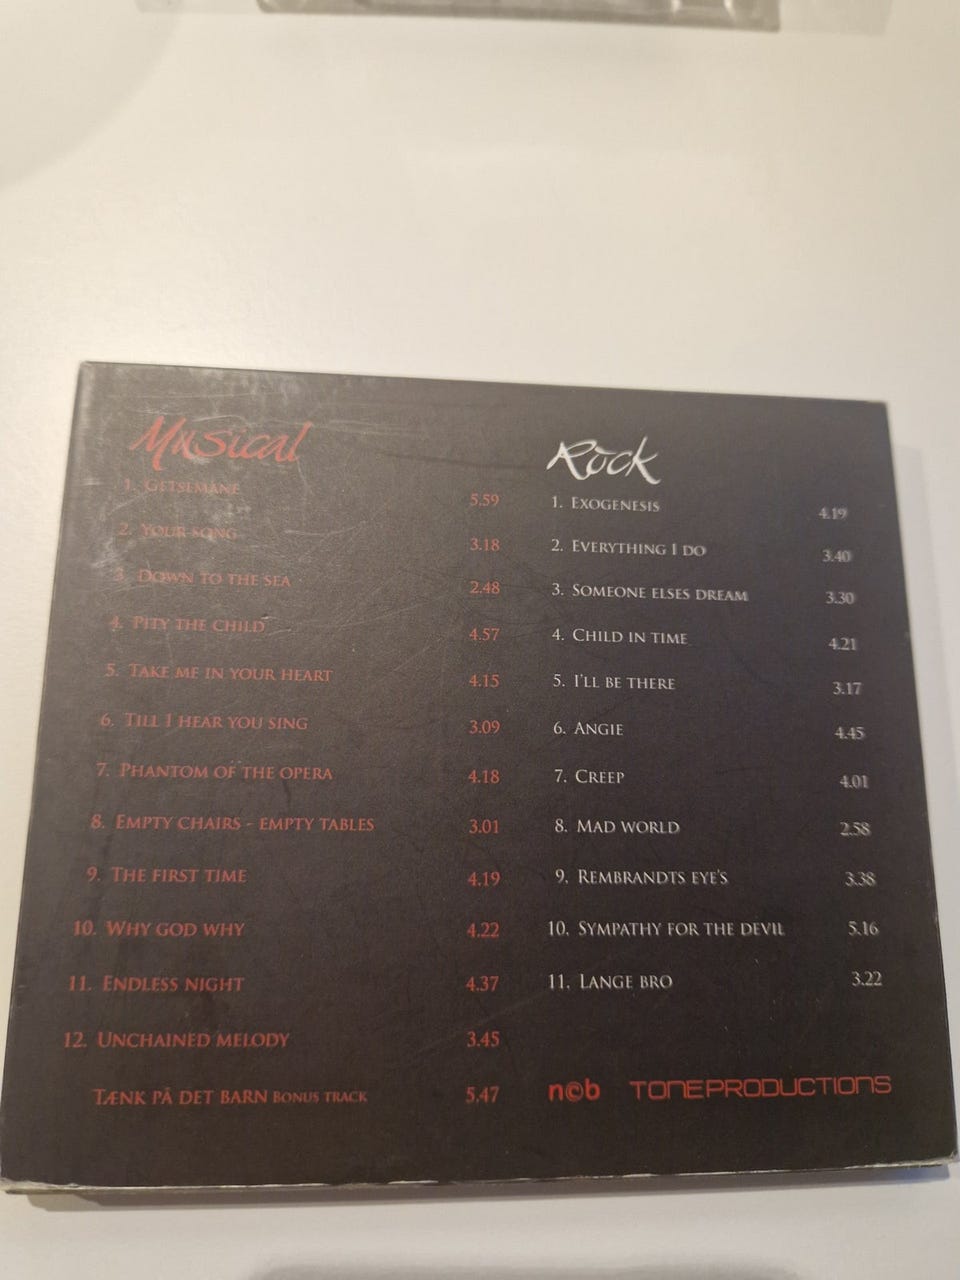 Musical
1. Getsemane 5.59
2. Your song 3.18
3. Down to the sea 2.48
4. Pity the child 4.57
5. Take me in your heart 4.15
6. Till I hear you sing 3.09
7. Phantom of the opera 4.18
8. Empty chairs - empty tables 3.01
9. The first time 4.19
10. Why god why 4.22
11. Endless night 4.37
12. Unchained melody 3.45
Tænk på det barn Bonus track 5.47
Rock
1. Exogenesis 4.19
2. Everything I do 3.40
3. Someone elses dream 3.30
4. Child in time 4.21
5. I'll be there 3.17
6. Angie 4.45
7. Creep 4.01
8. Mad world 2.58
9. Rembrandts eye's 3.38
10. Sympathy for the devil 5.16
11. Lange bro 3.22
n©b TONEPRODUCTIONS